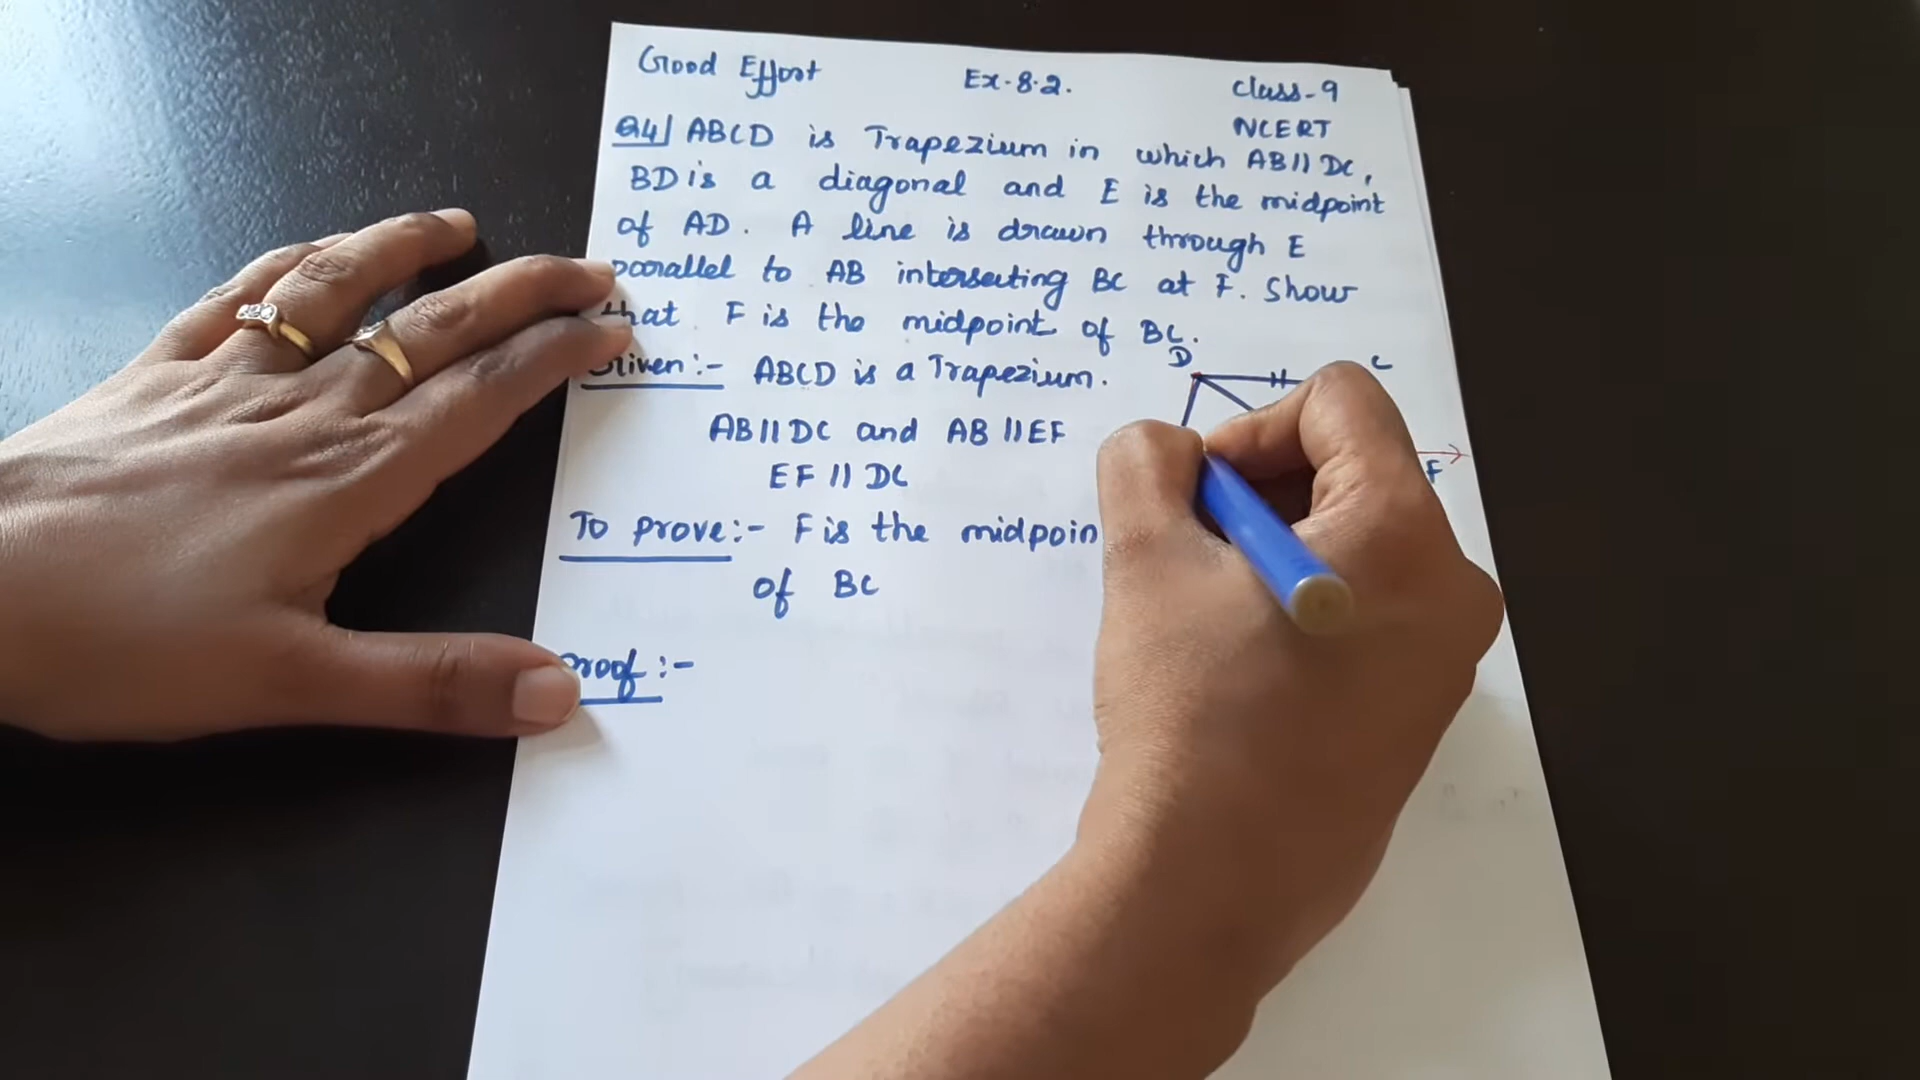 Good Effort Ex-8.2. Class-9
NCERT
Q4| ABCD is Trapezium in which AB||DC,
BD is a diagonal and E is the midpoint
of AD. A line is drawn through E
parallel to AB intersecting BC at F. Show
that F is the midpoint of BC.
Given:- ABCD is a Trapezium.
D C
AB||DC and AB||EF
F
EF || DC
To prove:- F is the midpoin
of BC
Proof:-